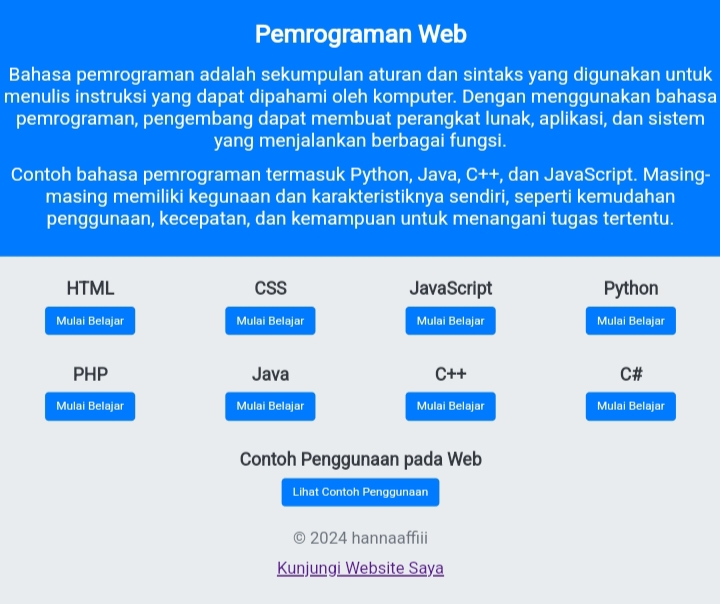 Pemrograman Web
Bahasa pemrograman adalah sekumpulan aturan dan sintaks yang digunakan untuk
menulis instruksi yang dapat dipahami oleh komputer. Dengan menggunakan bahasa
pemrograman, pengembang dapat membuat perangkat lunak, aplikasi, dan sistem
yang menjalankan berbagai fungsi.
Contoh bahasa pemrograman termasuk Python, Java, C++, dan JavaScript. Masing-
masing memiliki kegunaan dan karakteristiknya sendiri, seperti kemudahan
penggunaan, kecepatan, dan kemampuan untuk menangani tugas tertentu.
HTML CSS JavaScript Python
Mulai Belajar Mulai Belajar Mulai Belajar Mulai Belajar
PHP Java C++ C#
Mulai Belajar Mulai Belajar Mulai Belajar Mulai Belajar
Contoh Penggunaan pada Web
Lihat Contoh Penggunaan
© 2024 hannaaffiii
Kunjungi Website Saya